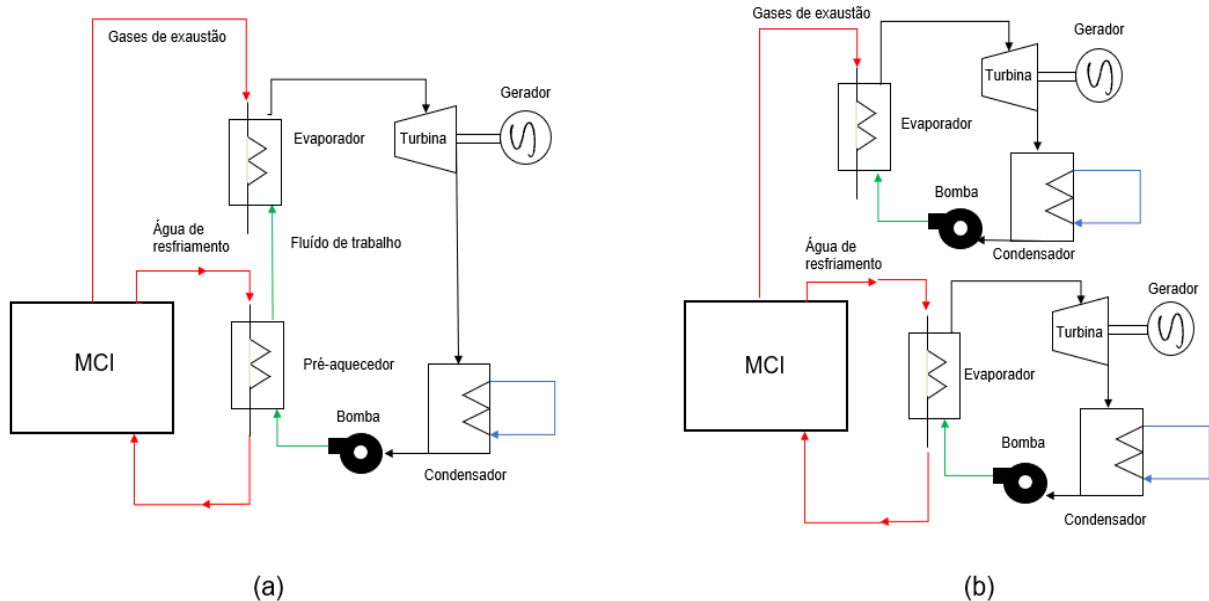 Gases de exaustão
Gerador
Turbina
Evaporador
Água de
resfriamento
Fluído de trabalho
MCI
Pré-aquecedor
Bomba
Condensador
(a)
Gases de exaustão
Gerador
Turbina
Evaporador
Bomba
Condensador
Água de
resfriamento
Gerador
Turbina
MCI
Evaporador
Bomba
Condensador
(b)